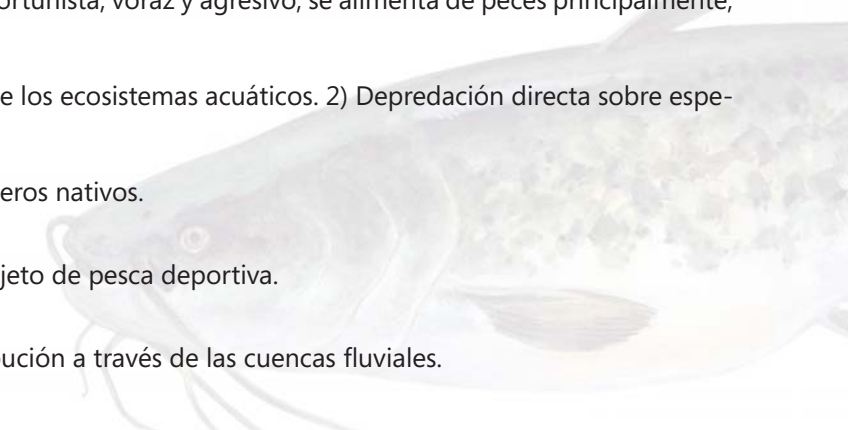 voraz y agresivo, se alimenta de peces principalmente,
e los ecosistemas acuáticos. 2) Depredación directa sobre espe-
eros nativos.
jeto de pesca deportiva.
ución a través de las cuencas fluviales.